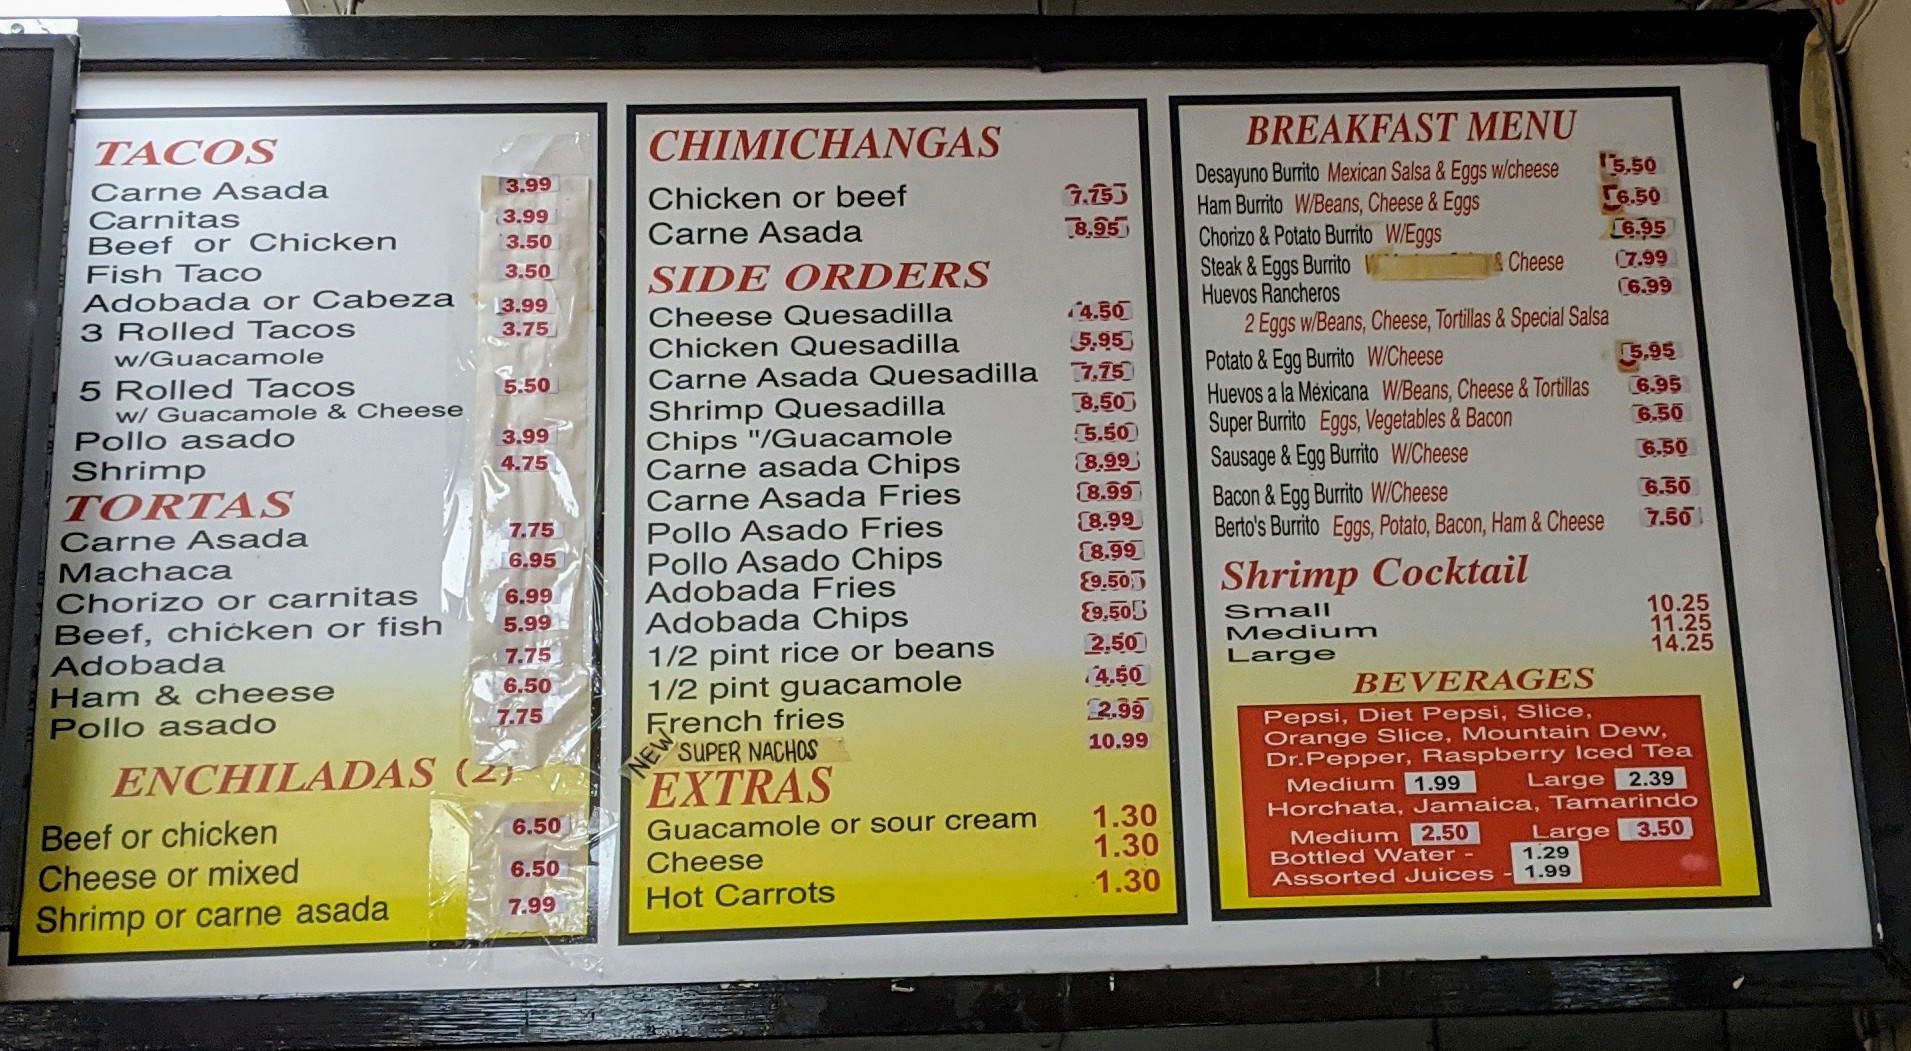 TACOS
Carne Asada 3.99
Carnitas 3.99
Beef or Chicken 3.50
Fish Taco 3.50
Adobada or Cabeza 3.99
3 Rolled Tacos 3.75
w/Guacamole
5 Rolled Tacos 5.50
w/ Guacamole & Cheese
Pollo asado 3.99
Shrimp 4.75
TORTAS
Carne Asada 7.75
Machaca 6.95
Chorizo or carnitas 6.99
Beef, chicken or fish 5.99
Adobada 7.75
Ham & cheese 6.50
Pollo asado 7.75
ENCHILADAS (2)
Beef or chicken 6.50
Cheese or mixed 6.50
Shrimp or carne asada 7.99
CHIMICHANGAS
Chicken or beef 7.75
Carne Asada 8.95
SIDE ORDERS
Cheese Quesadilla 4.50
Chicken Quesadilla 5.95
Carne Asada Quesadilla 7.75
Shrimp Quesadilla 8.50
Chips "/Guacamole 5.50
Carne asada Chips 8.99
Carne Asada Fries 8.99
Pollo Asado Fries 8.99
Pollo Asado Chips 8.99
Adobada Fries 9.50
Adobada Chips 9.50
1/2 pint rice or beans 2.50
1/2 pint guacamole 4.50
French fries 2.99
NEW SUPER NACHOS 10.99
EXTRAS
Guacamole or sour cream 1.30
Cheese 1.30
Hot Carrots 1.30
BREAKFAST MENU
Desayuno Burrito Mexican Salsa & Eggs w/cheese 5.50
Ham Burrito W/Beans, Cheese & Eggs 6.50
Chorizo & Potato Burrito W/Eggs 6.95
Steak & Eggs Burrito & Cheese 7.99
Huevos Rancheros 6.99
2 Eggs w/Beans, Cheese, Tortillas & Special Salsa
Potato & Egg Burrito W/Cheese 5.95
Huevos a la Mexicana W/Beans, Cheese & Tortillas 6.95
Super Burrito Eggs, Vegetables & Bacon 6.50
Sausage & Egg Burrito W/Cheese 6.50
Bacon & Egg Burrito W/Cheese 6.50
Berto's Burrito Eggs, Potato, Bacon, Ham & Cheese 7.50
Shrimp Cocktail
Small 10.25
Medium 11.25
Large 14.25
BEVERAGES
Pepsi, Diet Pepsi, Slice,
Orange Slice, Mountain Dew,
Dr.Pepper, Raspberry Iced Tea
Medium 1.99 Large 2.39
Horchata, Jamaica, Tamarindo
Medium 2.50 Large 3.50
Bottled Water - 1.29
Assorted Juices - 1.99